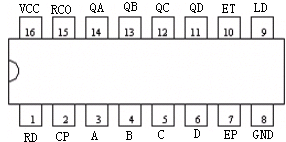 VCC RCO QA QB QC QD ET LD
16 15 14 13 12 11 10 9
1 2 3 4 5 6 7 8
RD CP A B C D EP GND